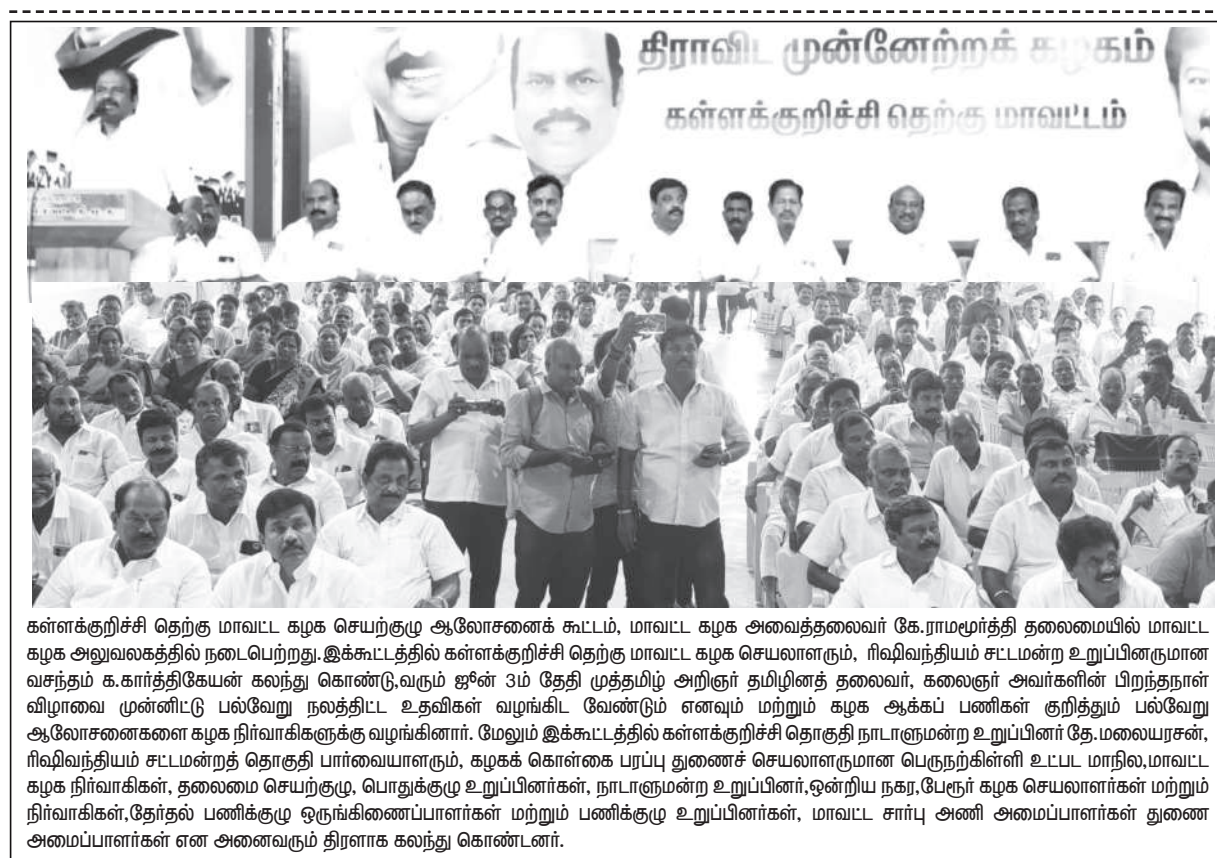 திராவிட முன்னேற்றக் கழகம்
கள்ளக்குறிச்சி தெற்கு மாவட்டம்
கள்ளக்குறிச்சி தெற்கு மாவட்ட கழக செயற்குழு ஆலோசனைக் கூட்டம், மாவட்ட கழக அவைத்தலைவர் கே.ராமமூர்த்தி தலைமையில் மாவட்ட
கழக அலுவலகத்தில் நடைபெற்றது.இக்கூட்டத்தில் கள்ளக்குறிச்சி தெற்கு மாவட்ட கழக செயலாளரும், ரிஷிவந்தியம் சட்டமன்ற உறுப்பினருமான
வசந்தம் க.கார்த்திகேயன் கலந்து கொண்டு,வரும் ஜூன் 3ம் தேதி முத்தமிழ் அறிஞர் தமிழினத் தலைவர், கலைஞர் அவர்களின் பிறந்தநாள்
விழாவை முன்னிட்டு பல்வேறு நலத்திட்ட உதவிகள் வழங்கிட வேண்டும் எனவும் மற்றும் கழக ஆக்கப் பணிகள் குறித்தும் பல்வேறு
ஆலோசனைகளை கழக நிர்வாகிகளுக்கு வழங்கினார். மேலும் இக்கூட்டத்தில் கள்ளக்குறிச்சி தொகுதி நாடாளுமன்ற உறுப்பினர் தே.மலையரசன்,
ரிஷிவந்தியம் சட்டமன்றத் தொகுதி பார்வையாளரும், கழகக் கொள்கை பரப்பு துணைச் செயலாளருமான பெருநற்கிள்ளி உட்பட மாநில,மாவட்ட
கழக நிர்வாகிகள், தலைமை செயற்குழு, பொதுக்குழு உறுப்பினர்கள், நாடாளுமன்ற உறுப்பினர்,ஒன்றிய நகர,பேரூர் கழக செயலாளர்கள் மற்றும்
நிர்வாகிகள்,தேர்தல் பணிக்குழு ஒருங்கிணைப்பாளர்கள் மற்றும் பணிக்குழு உறுப்பினர்கள், மாவட்ட சார்பு அணி அமைப்பாளர்கள் துணை
அமைப்பாளர்கள் என அனைவரும் திரளாக கலந்து கொண்டனர்.